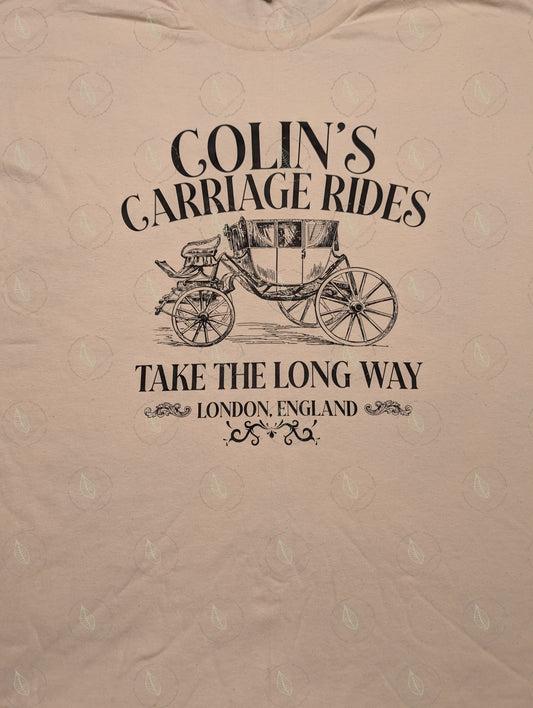 COLIN'S
CARRIAGE RIDES
TAKE THE LONG WAY
LONDON, ENGLAND